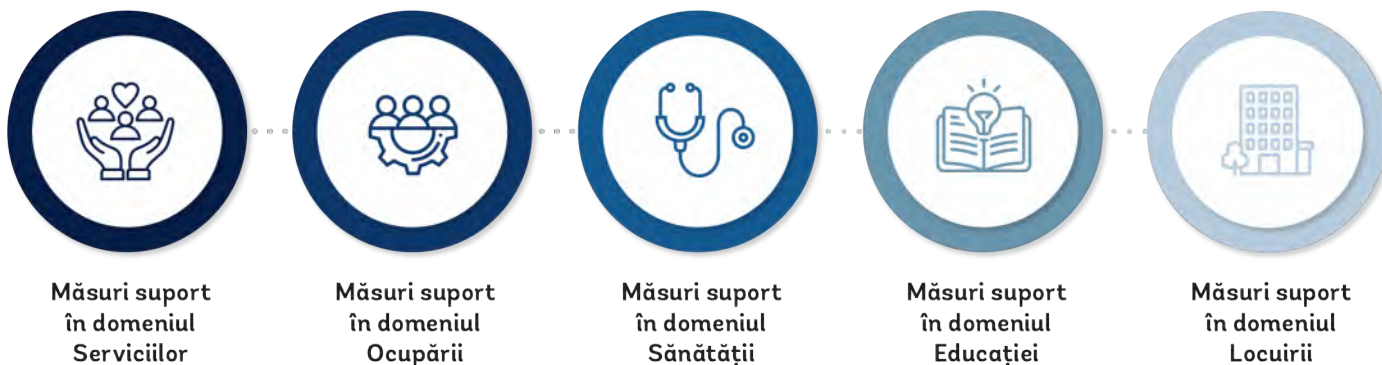 Măsuri suport
în domeniul
Serviciilor
Măsuri suport
în domeniul
Ocupării
Măsuri suport
în domeniul
Sănătății
Măsuri suport
în domeniul
Educației
Măsuri suport
în domeniul
Locuirii